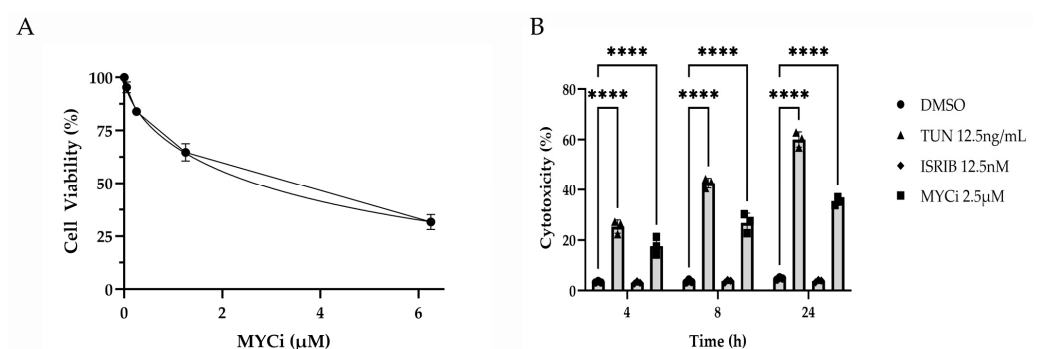 A
100
75
50
25
0
Cell Viability (%)
0
2
4
6
MYCi (µM)
B
**** **** ****
**** **** ****
80
60
40
20
0
Cytotoxicity (%)
4
8
24
Time (h)
DMSO
TUN 12.5ng/mL
ISRIB 12.5nM
MYCi 2.5µM